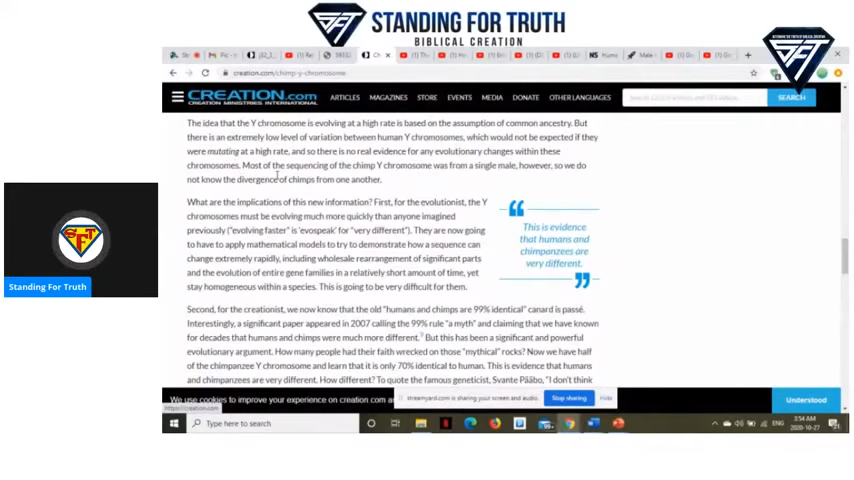 SFT
STANDING FOR TRUTH
BIBLICAL CREATION
SFT
creation.com/chimp-y-chromosome
CREATION.com
CREATION MINISTRIES INTERNATIONAL
ARTICLES MAGAZINES STORE EVENTS MEDIA DONATE OTHER LANGUAGES
SEARCH
The idea that the Y chromosome is evolving at a high rate is based on the assumption of common ancestry. But
there is an extremely low level of variation between human Y chromosomes, which would not be expected if they
were mutating at a high rate, and so there is no real evidence for any evolutionary changes within these
chromosomes. Most of the sequencing of the chimp Y chromosome was from a single male, however, so we do
not know the divergence of chimps from one another.
What are the implications of this new information? First, for the evolutionist, the Y
chromosomes must be evolving much more quickly than anyone imagined
previously ("evolving faster" is 'evospeak' for "very different"). They are now going
to have to apply mathematical models to try to demonstrate how a sequence can
change extremely rapidly, including wholesale rearrangement of significant parts
and the evolution of entire gene families in a relatively short amount of time, yet
stay homogeneous within a species. This is going to be very difficult for them.
“
This is evidence
that humans and
chimpanzees are
very different.
”
Second, for the creationist, we now know that the old "humans and chimps are 99% identical" canard is passé.
Interestingly, a significant paper appeared in 2007 calling the 99% rule "a myth" and claiming that we have known
for decades that humans and chimps were much more different. But this has been a significant and powerful
evolutionary argument. How many people had their faith wrecked on those "mythical" rocks? Now we have half
of the chimpanzee Y chromosome and learn that it is only 70% identical to human. This is evidence that humans
and chimpanzees are very different. How different? To quote the famous geneticist, Svante Pääbo, "I don't think
We use cookies to improve your experience on creation.com
Understood
streamyard.com is sharing your screen and audio.
Stop sharing
Hide
https://creation.com
Type here to search
ENG
3:54 AM
2020-10-27
SFT
Standing For Truth